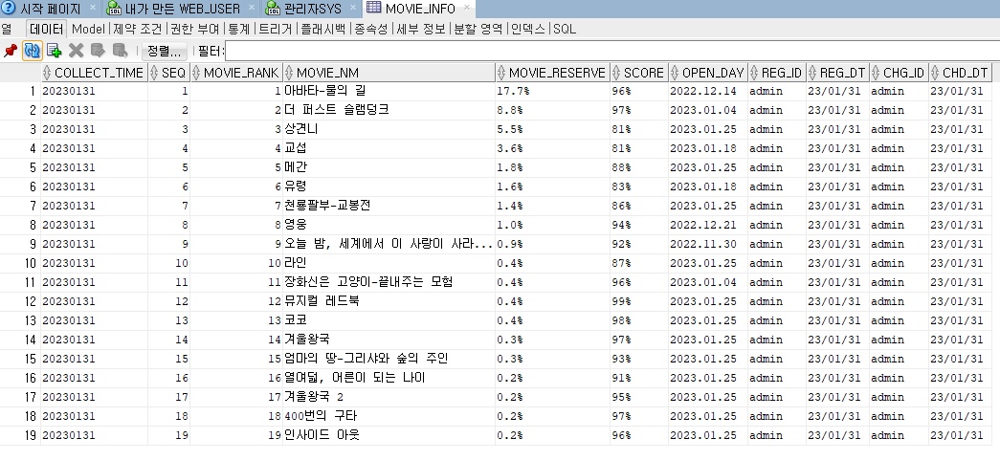 시작 페이지 내가 만든 WEB_USER 관리자SYS MOVIE_INFO
열 데이터 Model 제약 조건 권한 부여 통계 트리거 플래시백 종속성 세부 정보 분할 영역 인덱스 SQL
정렬... 필터:
COLLECT_TIME SEQ MOVIE_RANK MOVIE_NM MOVIE_RESERVE SCORE OPEN_DAY REG_ID REG_DT CHG_ID CHD_DT
1 20230131 1 1 아바타-물의 길 17.7% 96% 2022.12.14 admin 23/01/31 admin 23/01/31
2 20230131 2 2 더 퍼스트 슬램덩크 8.8% 97% 2023.01.04 admin 23/01/31 admin 23/01/31
3 20230131 3 3 상견니 5.5% 81% 2023.01.25 admin 23/01/31 admin 23/01/31
4 20230131 4 4 교섭 3.6% 81% 2023.01.18 admin 23/01/31 admin 23/01/31
5 20230131 5 5 메간 1.8% 88% 2023.01.25 admin 23/01/31 admin 23/01/31
6 20230131 6 6 유령 1.6% 83% 2023.01.18 admin 23/01/31 admin 23/01/31
7 20230131 7 7 천룡팔부-교봉전 1.4% 86% 2023.01.25 admin 23/01/31 admin 23/01/31
8 20230131 8 8 영웅 1.0% 94% 2022.12.21 admin 23/01/31 admin 23/01/31
9 20230131 9 9 오늘 밤, 세계에서 이 사랑이 사라... 0.9% 92% 2022.11.30 admin 23/01/31 admin 23/01/31
10 20230131 10 10 라인 0.4% 87% 2023.01.25 admin 23/01/31 admin 23/01/31
11 20230131 11 11 장화신은 고양이-끝내주는 모험 0.4% 96% 2023.01.04 admin 23/01/31 admin 23/01/31
12 20230131 12 12 뮤지컬 레드북 0.4% 99% 2023.01.25 admin 23/01/31 admin 23/01/31
13 20230131 13 13 코코 0.4% 98% 2023.01.25 admin 23/01/31 admin 23/01/31
14 20230131 14 14 겨울왕국 0.3% 97% 2023.01.25 admin 23/01/31 admin 23/01/31
15 20230131 15 15 엄마의 땅-그리샤와 숲의 주인 0.3% 93% 2023.01.25 admin 23/01/31 admin 23/01/31
16 20230131 16 16 열여덟, 어른이 되는 나이 0.2% 91% 2023.01.25 admin 23/01/31 admin 23/01/31
17 20230131 17 17 겨울왕국 2 0.2% 95% 2023.01.25 admin 23/01/31 admin 23/01/31
18 20230131 18 18 400번의 구타 0.2% 97% 2023.01.25 admin 23/01/31 admin 23/01/31
19 20230131 19 19 인사이드 아웃 0.2% 96% 2023.01.25 admin 23/01/31 admin 23/01/31